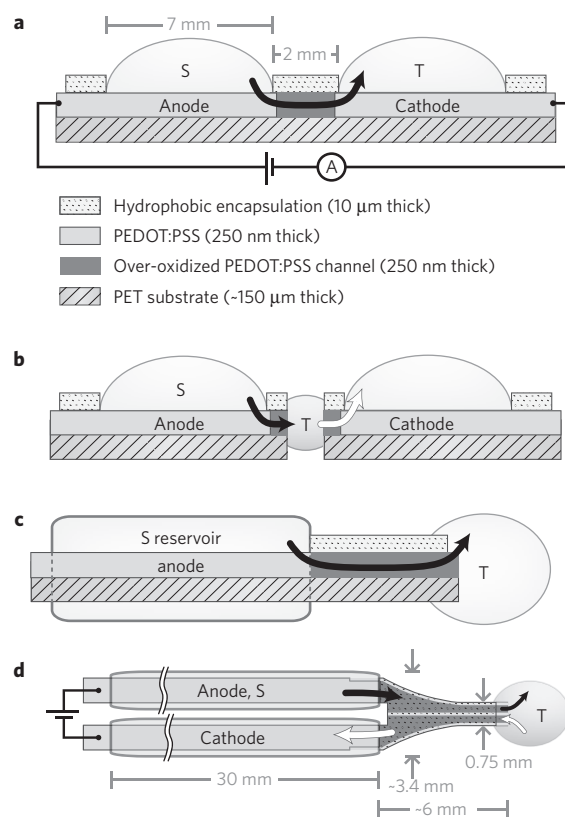 a
7 mm
2 mm
S
T
Anode
Cathode
A
Hydrophobic encapsulation (10 μm thick)
PEDOT:PSS (250 nm thick)
Over-oxidized PEDOT:PSS channel (250 nm thick)
PET substrate (~150 μm thick)
b
S
Anode
T
Cathode
c
S reservoir
anode
T
d
Anode, S
Cathode
T
30 mm
~3.4 mm
0.75 mm
~6 mm